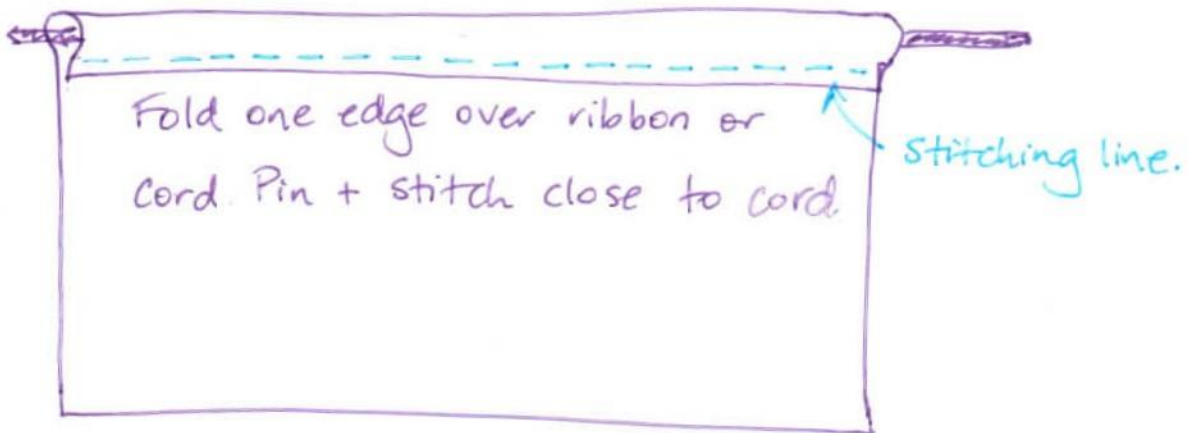 Fold one edge over ribbon or
cord. Pin + stitch close to cord.
stitching line.